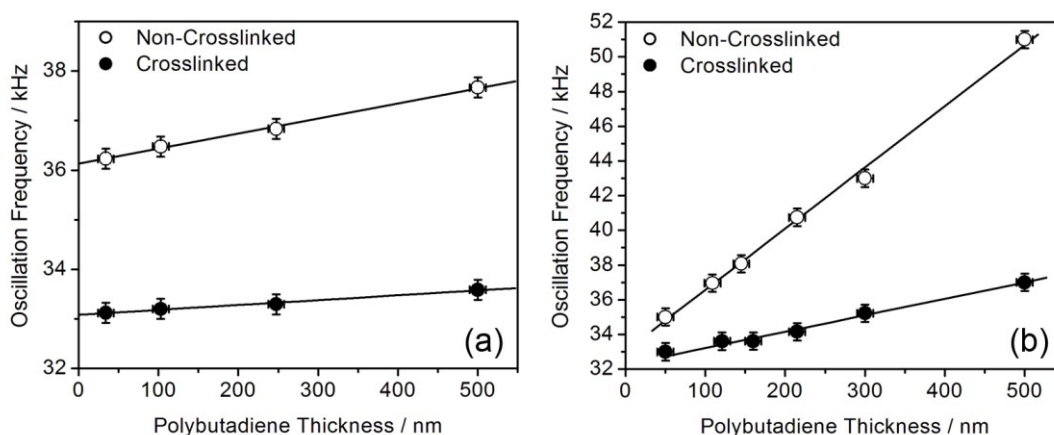 39
38
36
33
32
Oscillation Frequency / kHz
Non-Crosslinked
Crosslinked
(a)
0 100 200 300 400 500
Polybutadiene Thickness / nm
52
50
48
46
44
42
40
38
36
34
32
Oscillation Frequency / kHz
Non-Crosslinked
Crosslinked
(b)
0 100 200 300 400 500
Polybutadiene Thickness / nm